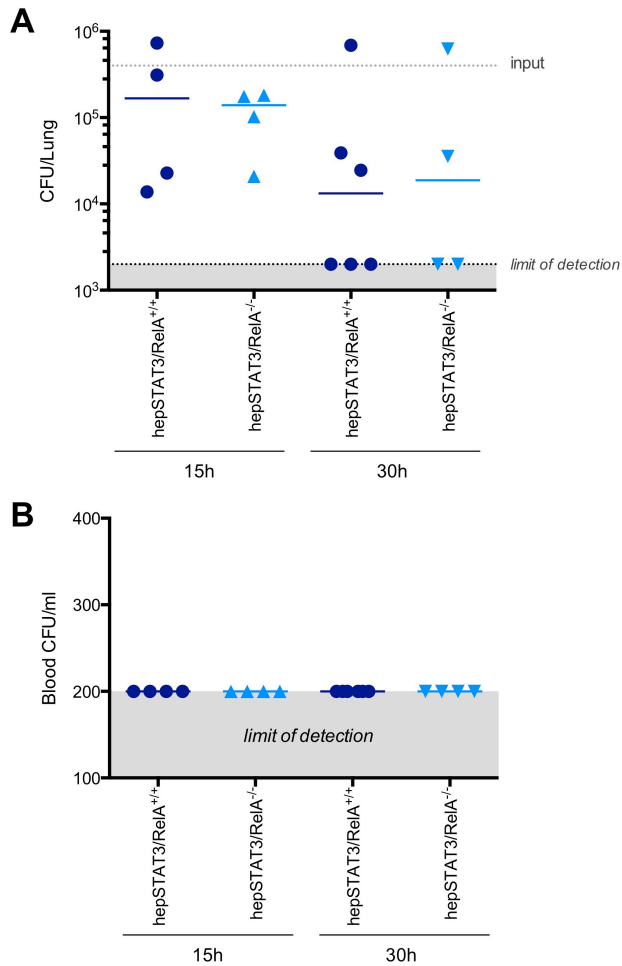 A
10^6
input
10^5
CFU/Lung
10^4
limit of detection
10^3
hepSTAT3/RelA^+/+
hepSTAT3/RelA^-/-
hepSTAT3/RelA^+/+
hepSTAT3/RelA^-/-
15h
30h
B
400
300
Blood CFU/ml
200
limit of detection
100
hepSTAT3/RelA^+/+
hepSTAT3/RelA^-/-
hepSTAT3/RelA^+/+
hepSTAT3/RelA^-/-
15h
30h